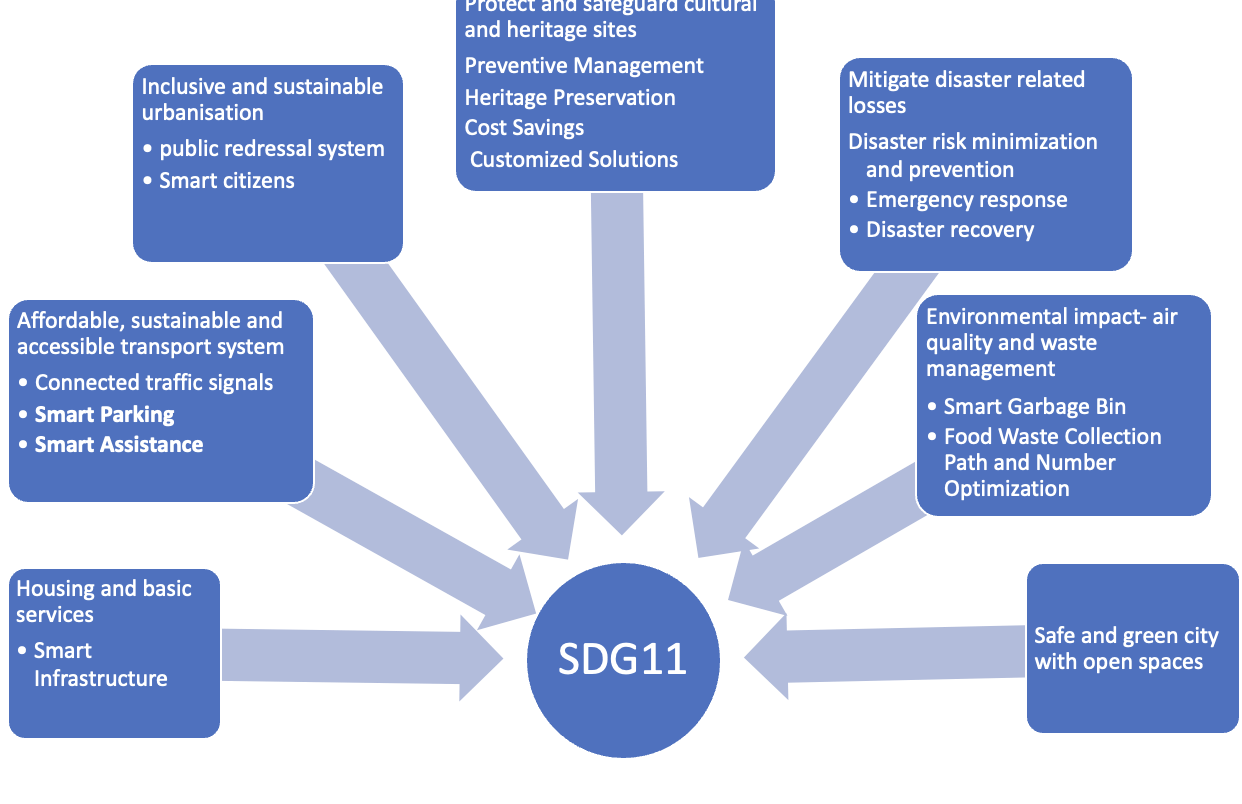 Protect and safeguard cultural
and heritage sites
Preventive Management
Heritage Preservation
Cost Savings
Customized Solutions
Inclusive and sustainable
urbanisation
• public redressal system
• Smart citizens
Mitigate disaster related
losses
Disaster risk minimization
and prevention
• Emergency response
• Disaster recovery
Affordable, sustainable and
accessible transport system
• Connected traffic signals
• Smart Parking
• Smart Assistance
Environmental impact- air
quality and waste
management
• Smart Garbage Bin
• Food Waste Collection
Path and Number
Optimization
Housing and basic
services
• Smart
Infrastructure
SDG11
Safe and green city
with open spaces